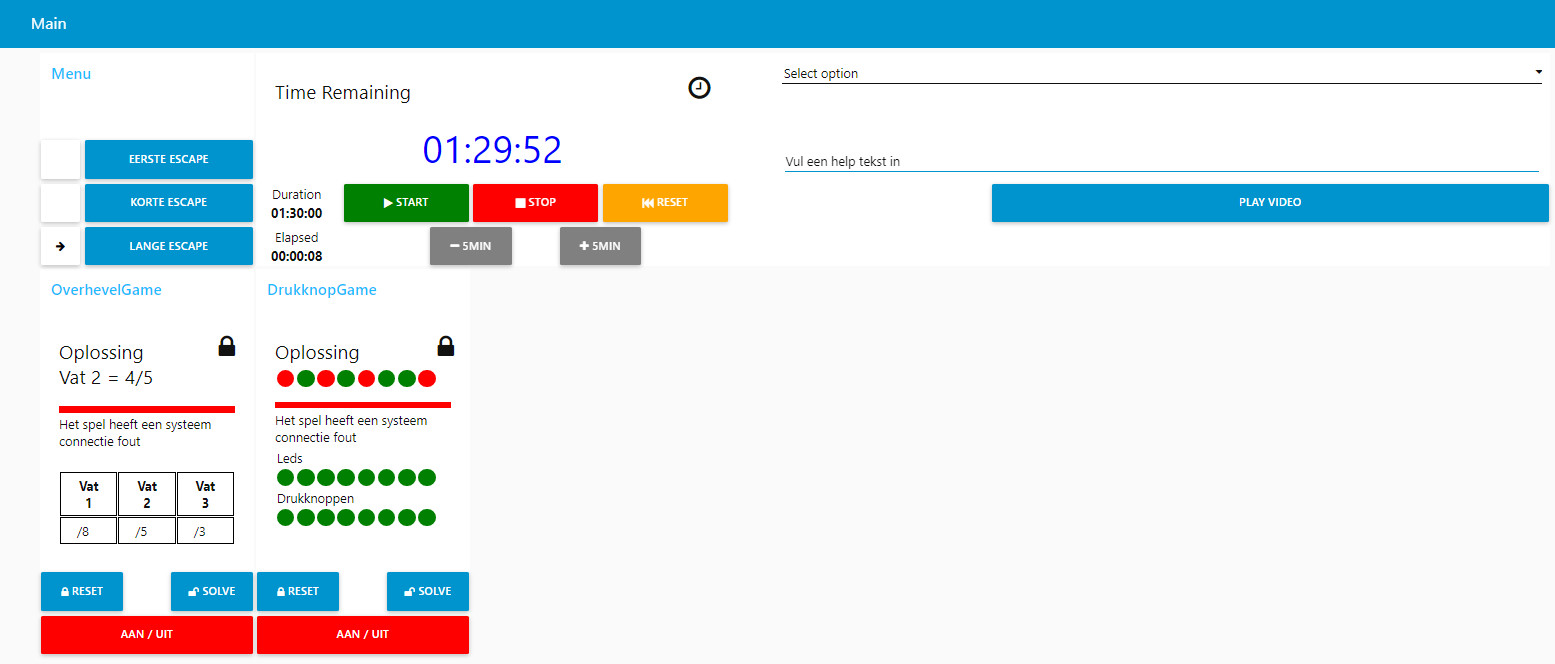 Main
Menu
EERSTE ESCAPE
KORTE ESCAPE
LANGE ESCAPE
Time Remaining
01:29:52
Duration
01:30:00
START
STOP
RESET
Elapsed
00:00:08
5MIN
5MIN
Select option
Vul een help tekst in
PLAY VIDEO
OverhevelGame
Oplossing
Vat 2 = 4/5
Het spel heeft een systeem
connectie fout
Vat 1 Vat 2 Vat 3
/8 /5 /3
RESET SOLVE
AAN / UIT
DrukknopGame
Oplossing
Het spel heeft een systeem
connectie fout
Leds
Drukknoppen
RESET SOLVE
AAN / UIT